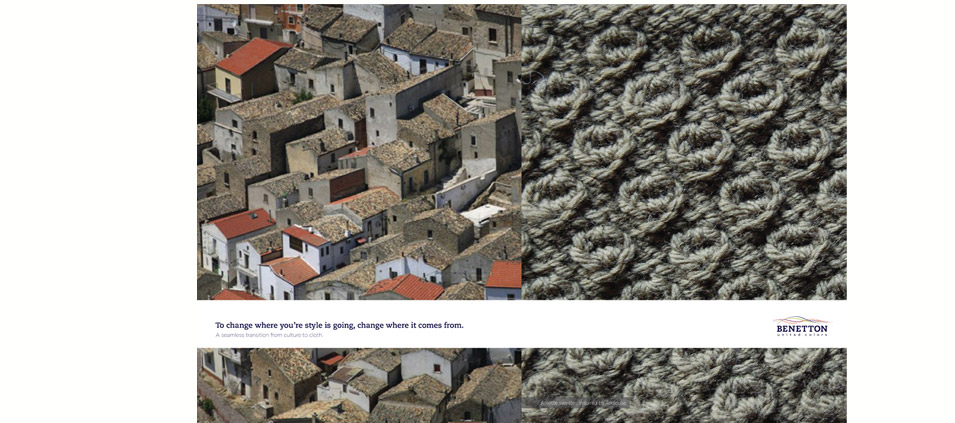 To change where you're style is going, change where it comes from.
A seamless transition from culture to cloth.
BENETTON
united colors